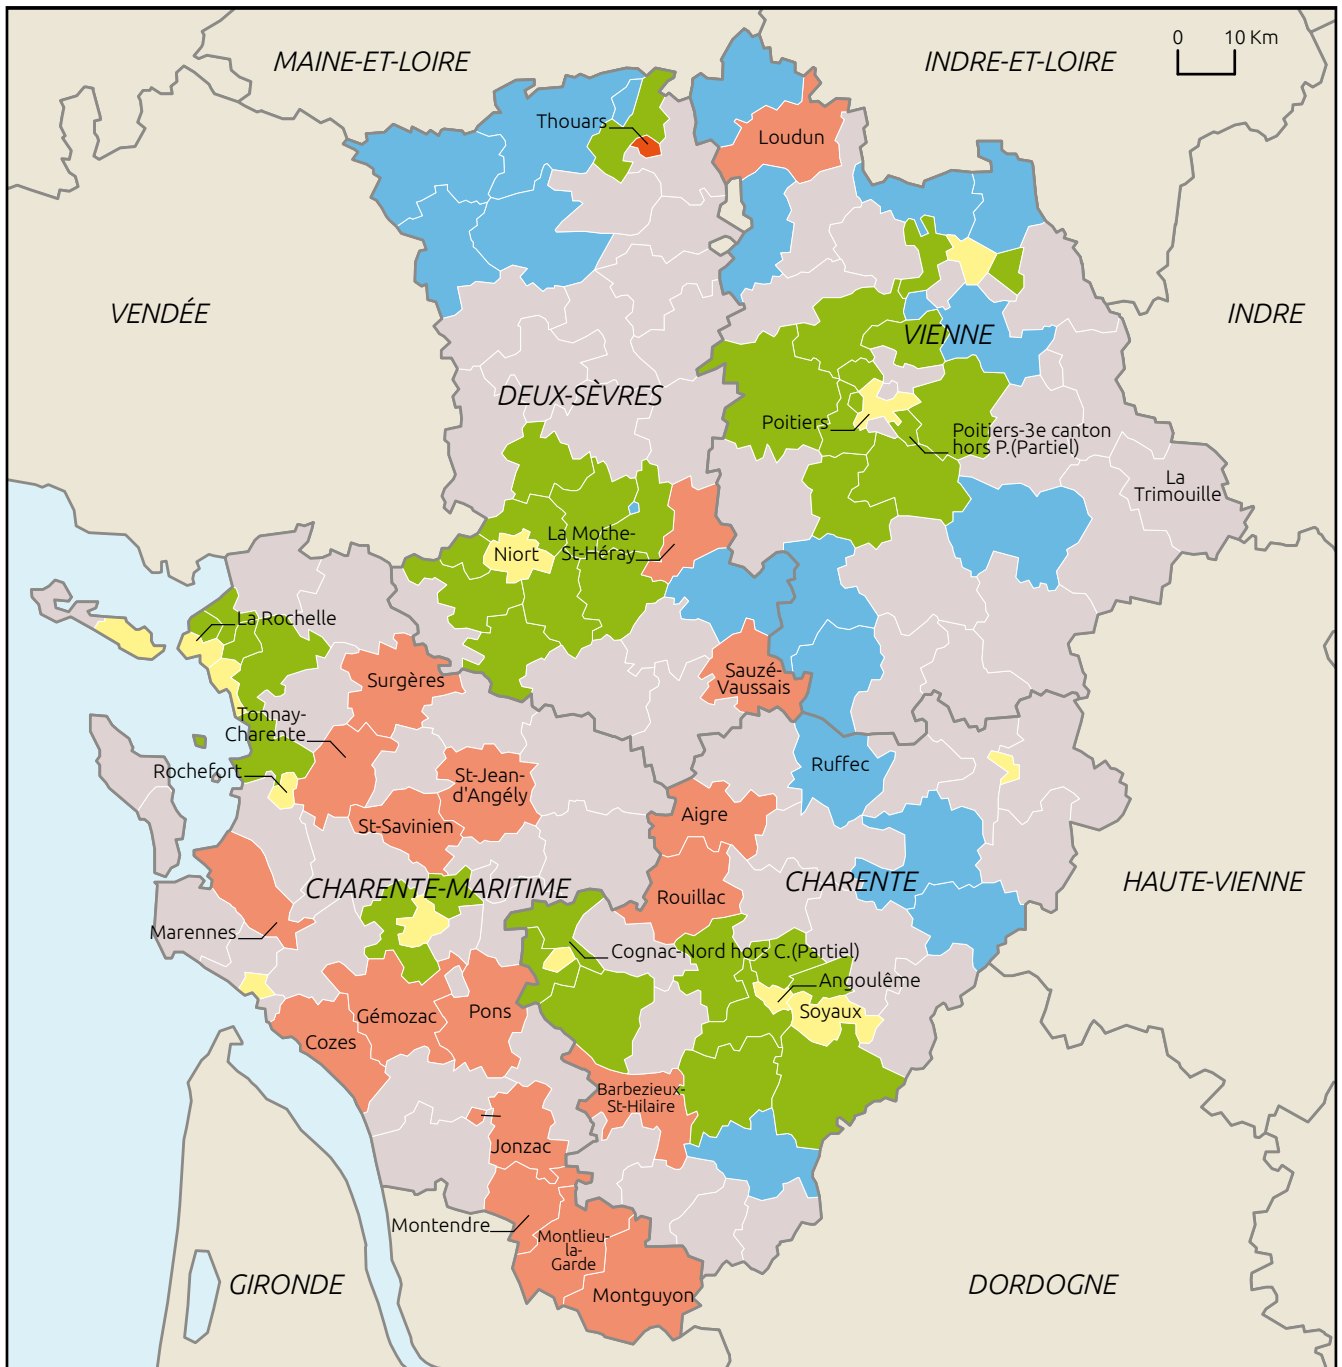 0 10 Km
MAINE-ET-LOIRE
INDRE-ET-LOIRE
Thouars
Loudun
VENDÉE
INDRE
VIENNE
DEUX-SÈVRES
Poitiers
Poitiers-3e canton
hors P.(Partiel)
La
Trimouille
La Mothe-
St-Héray
Niort
La Rochelle
Surgères
Sauzé-
Vaussais
Tonnay-
Charente
Rochefort
St-Jean-
d'Angély
Ruffec
St-Savinien
Aigre
CHARENTE-MARITIME
CHARENTE
HAUTE-VIENNE
Rouillac
Marennes
Cognac-Nord hors C.(Partiel)
Angoulême
Soyaux
Gémozac
Pons
Cozes
Barbezieux-
St-Hilaire
Jonzac
Montendre
Montlieu-
la-
Garde
Montguyon
GIRONDE
DORDOGNE